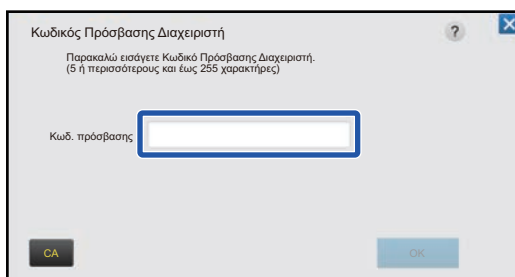 Κωδικός Πρόσβασης Διαχειριστή
?
Παρακαλώ εισάγετε Κωδικό Πρόσβασης Διαχειριστή.
(5 ή περισσότερους και έως 255 χαρακτήρες)
Κωδ. πρόσβασης
CA
OK